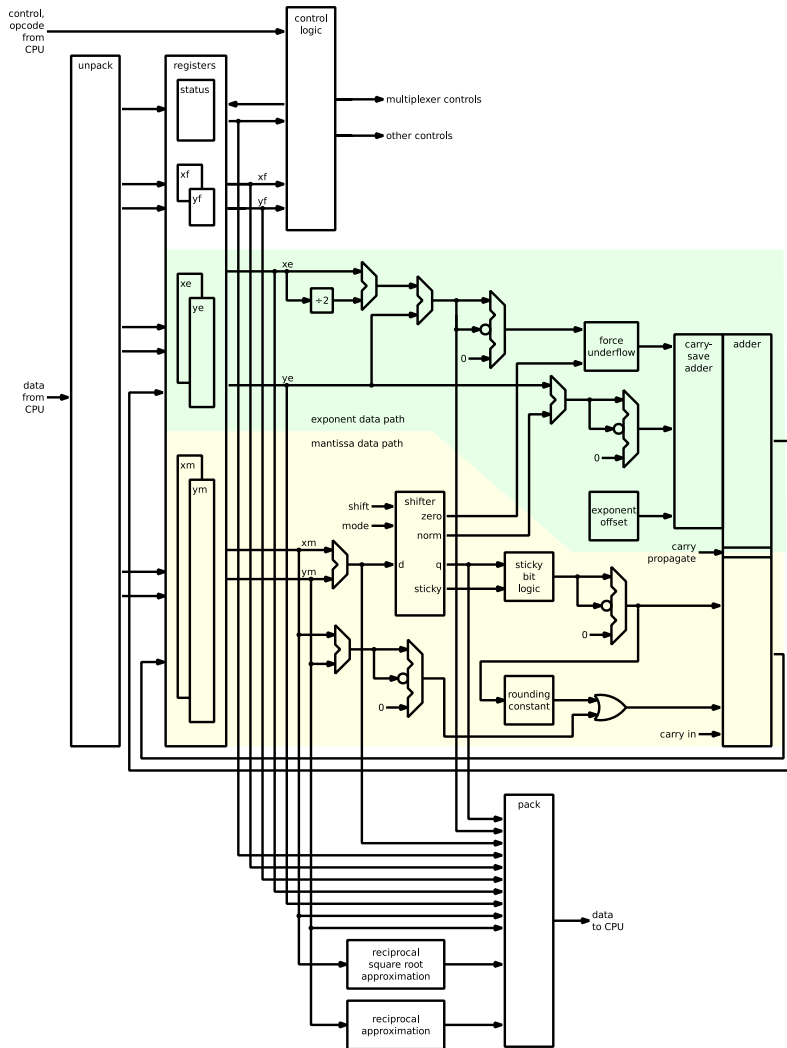 control,
opcode
from
CPU
control
logic
unpack
registers
status
multiplexer controls
other controls
xf
yf
xf
yf
xe
ye
xe
÷2
0
force
underflow
carry-
save
adder
adder
data
from
CPU
ye
exponent data path
mantissa data path
0
xm
ym
shift
mode
shifter
zero
norm
d
q
sticky
exponent
offset
xm
ym
sticky
bit
logic
carry
propagate
0
rounding
constant
0
carry in
pack
data
to CPU
reciprocal
square root
approximation
reciprocal
approximation